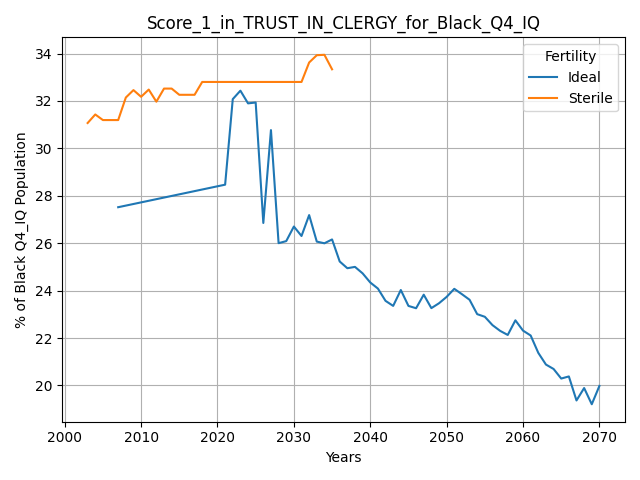 Score_1_in_TRUST_IN_CLERGY_for_Black_Q4_IQ
Fertility
Ideal
Sterile
% of Black Q4_IQ Population
34
32
30
28
26
24
22
20
2000
2010
2020
2030
2040
2050
2060
2070
Years